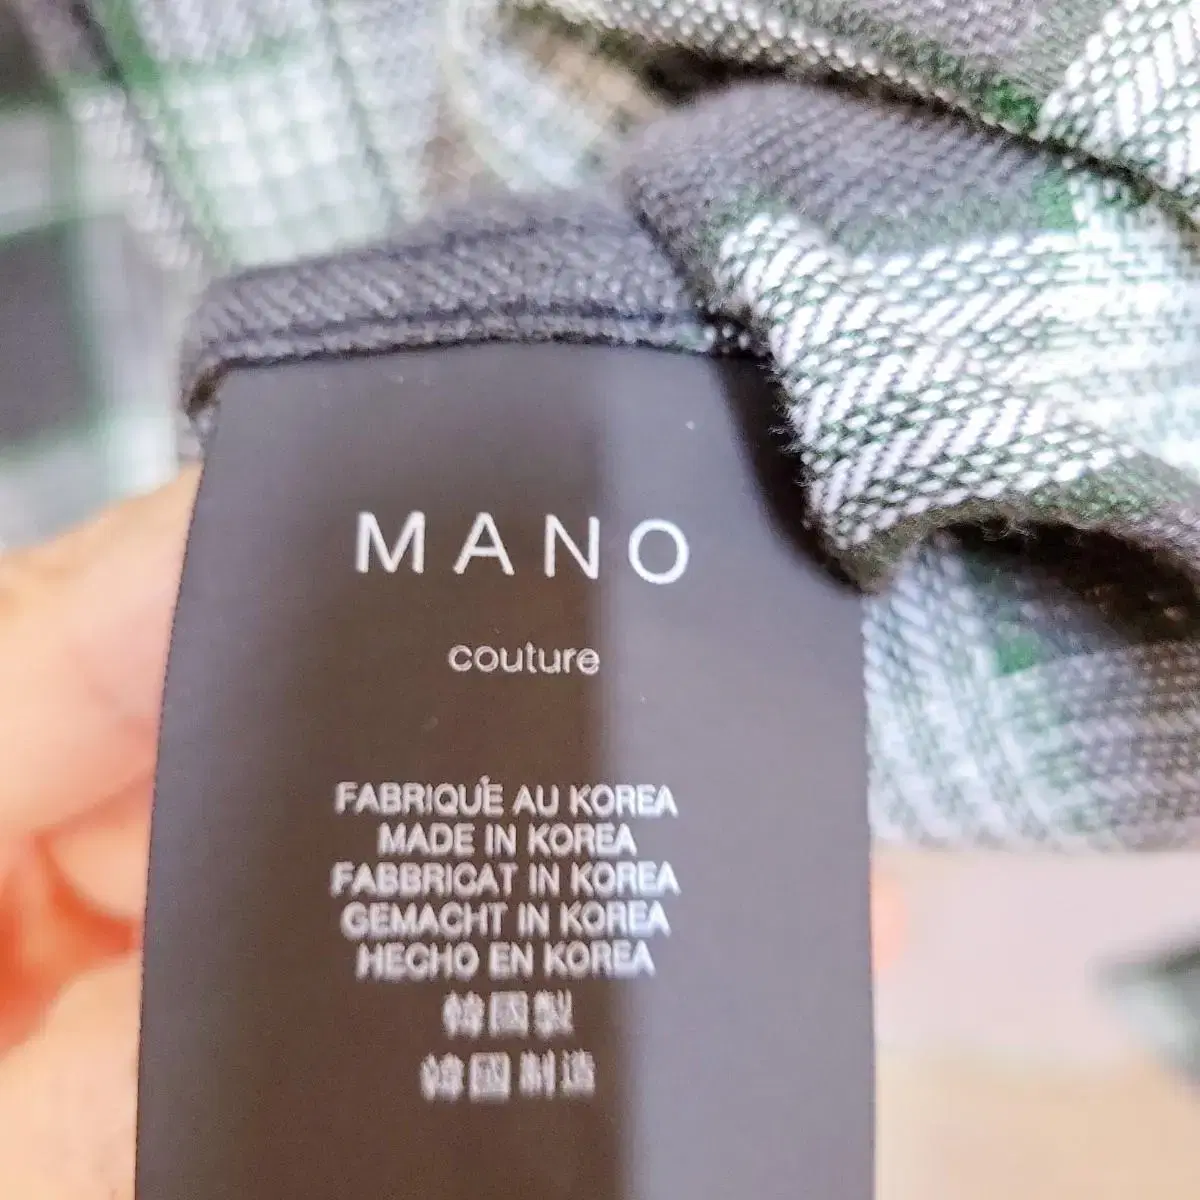 MANO
couture
FABRIQUÉ AU KOREA
MADE IN KOREA
FABBRICAT IN KOREA
GEMACHT IN KOREA
HECHO EN KOREA
韓國製
韓國制造